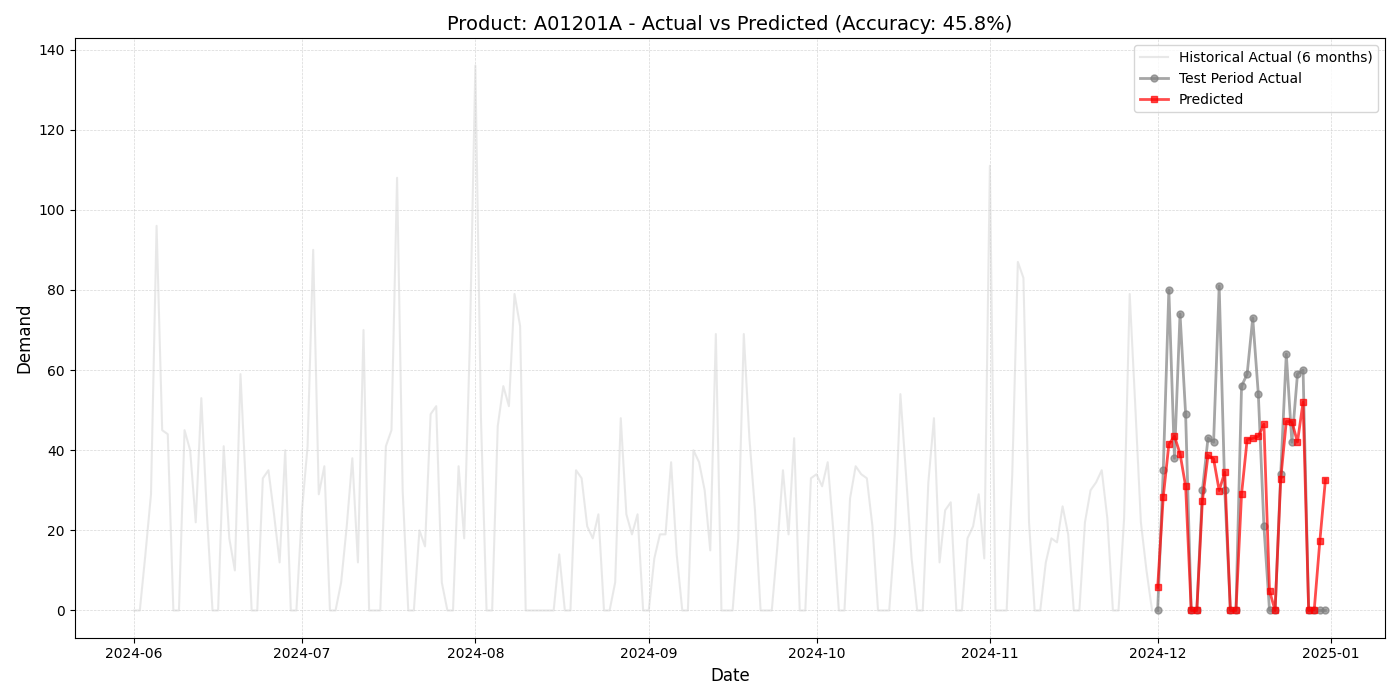 Product: A01201A - Actual vs Predicted (Accuracy: 45.8%)
Historical Actual (6 months)
Test Period Actual
Predicted
Demand
140
120
100
80
60
40
20
0
2024-06
2024-07
2024-08
2024-09
2024-10
2024-11
2024-12
2025-01
Date